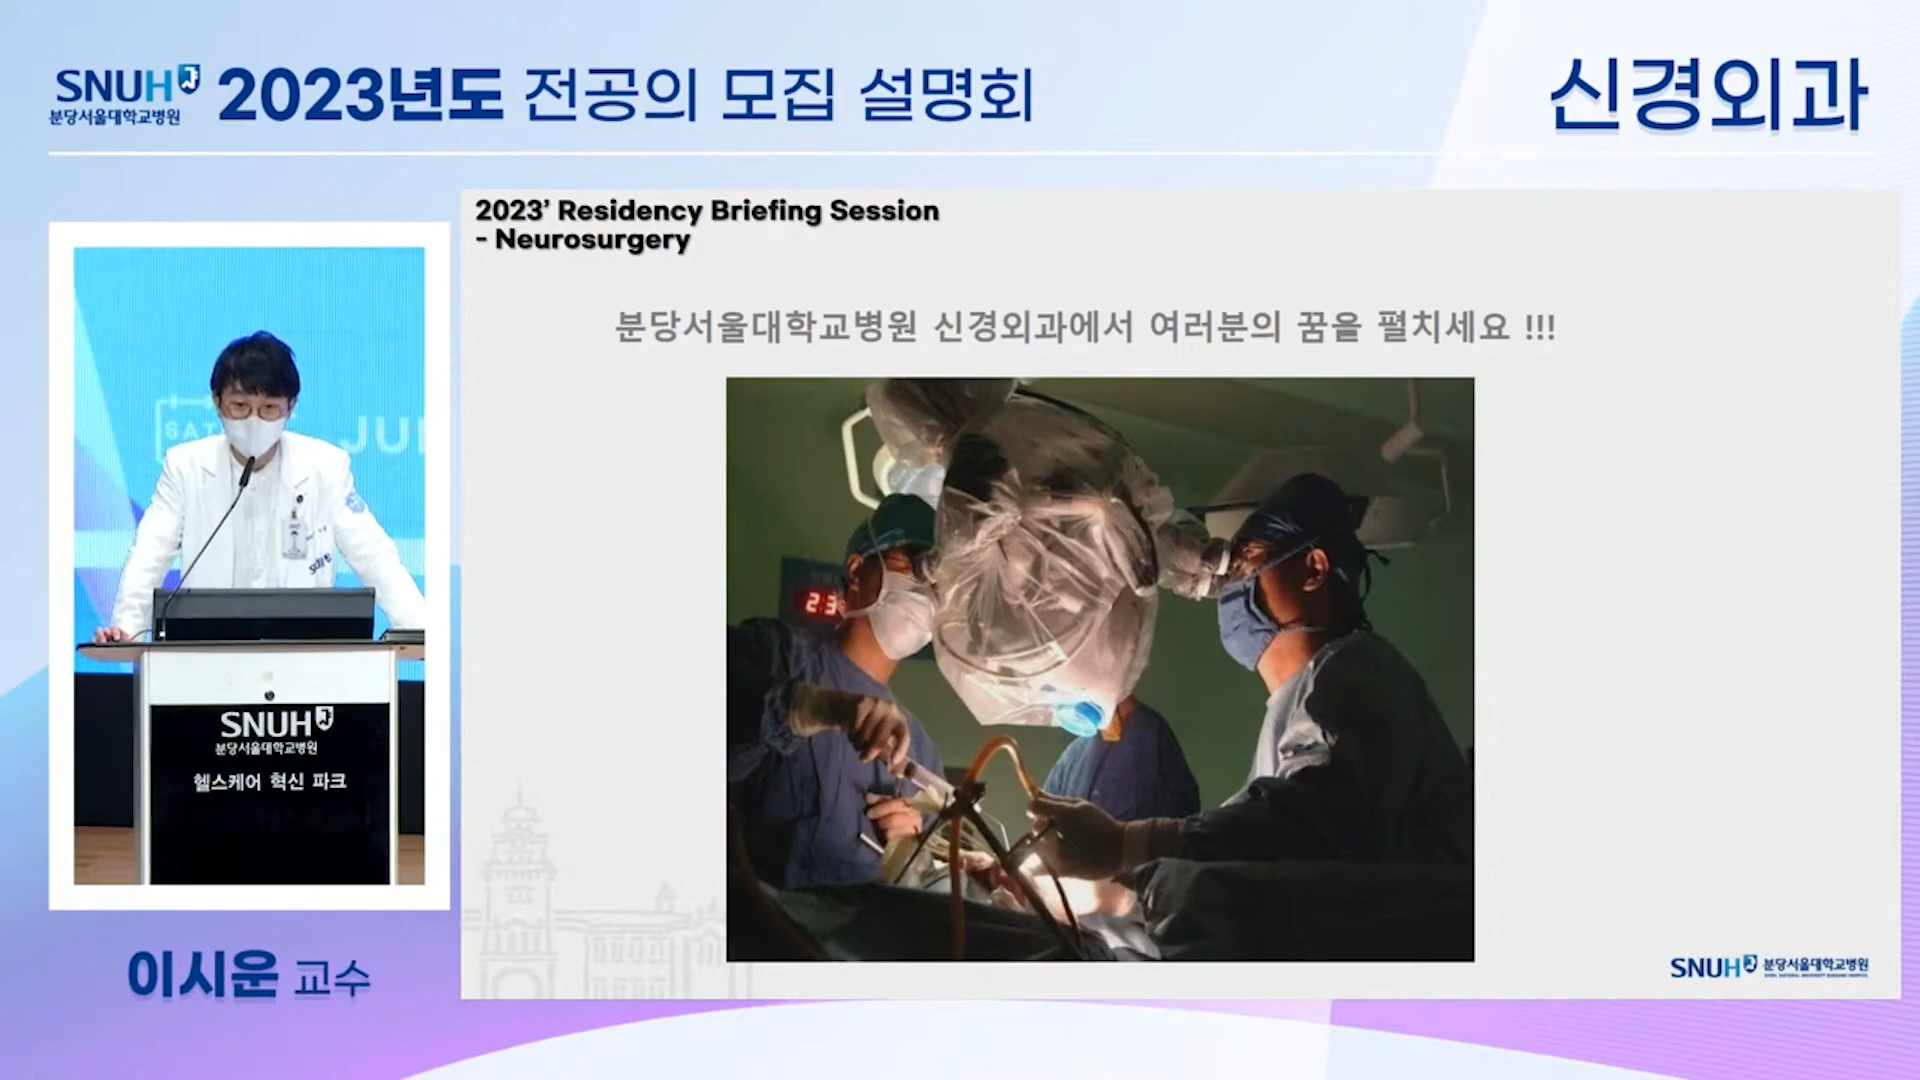 SNUH
분당서울대학교병원
2023년도 전공의 모집 설명회
신경외과
2023’ Residency Briefing Session
- Neurosurgery
분당서울대학교병원 신경외과에서 여러분의 꿈을 펼치세요 !!!
SAT
JU
2:3
SNUH
분당서울대학교병원
헬스케어 혁신 파크
이시운 교수
SNUH 분당서울대학교병원